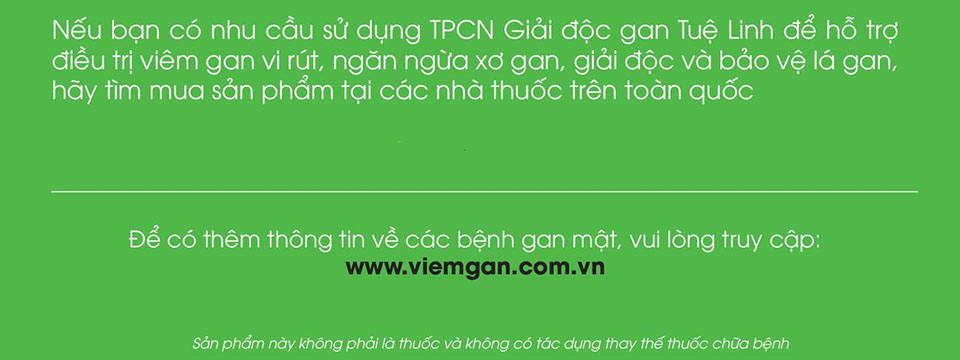 Nếu bạn có nhu cầu sử dụng TPCN Giải độc gan Tuệ Linh để hỗ trợ
điều trị viêm gan vi rút, ngăn ngừa xơ gan, giải độc và bảo vệ lá gan,
hãy tìm mua sản phẩm tại các nhà thuốc trên toàn quốc
Để có thêm thông tin về các bệnh gan mật, vui lòng truy cập:
www.viemgan.com.vn
Sản phẩm này không phải là thuốc và không có tác dụng thay thế thuốc chữa bệnh